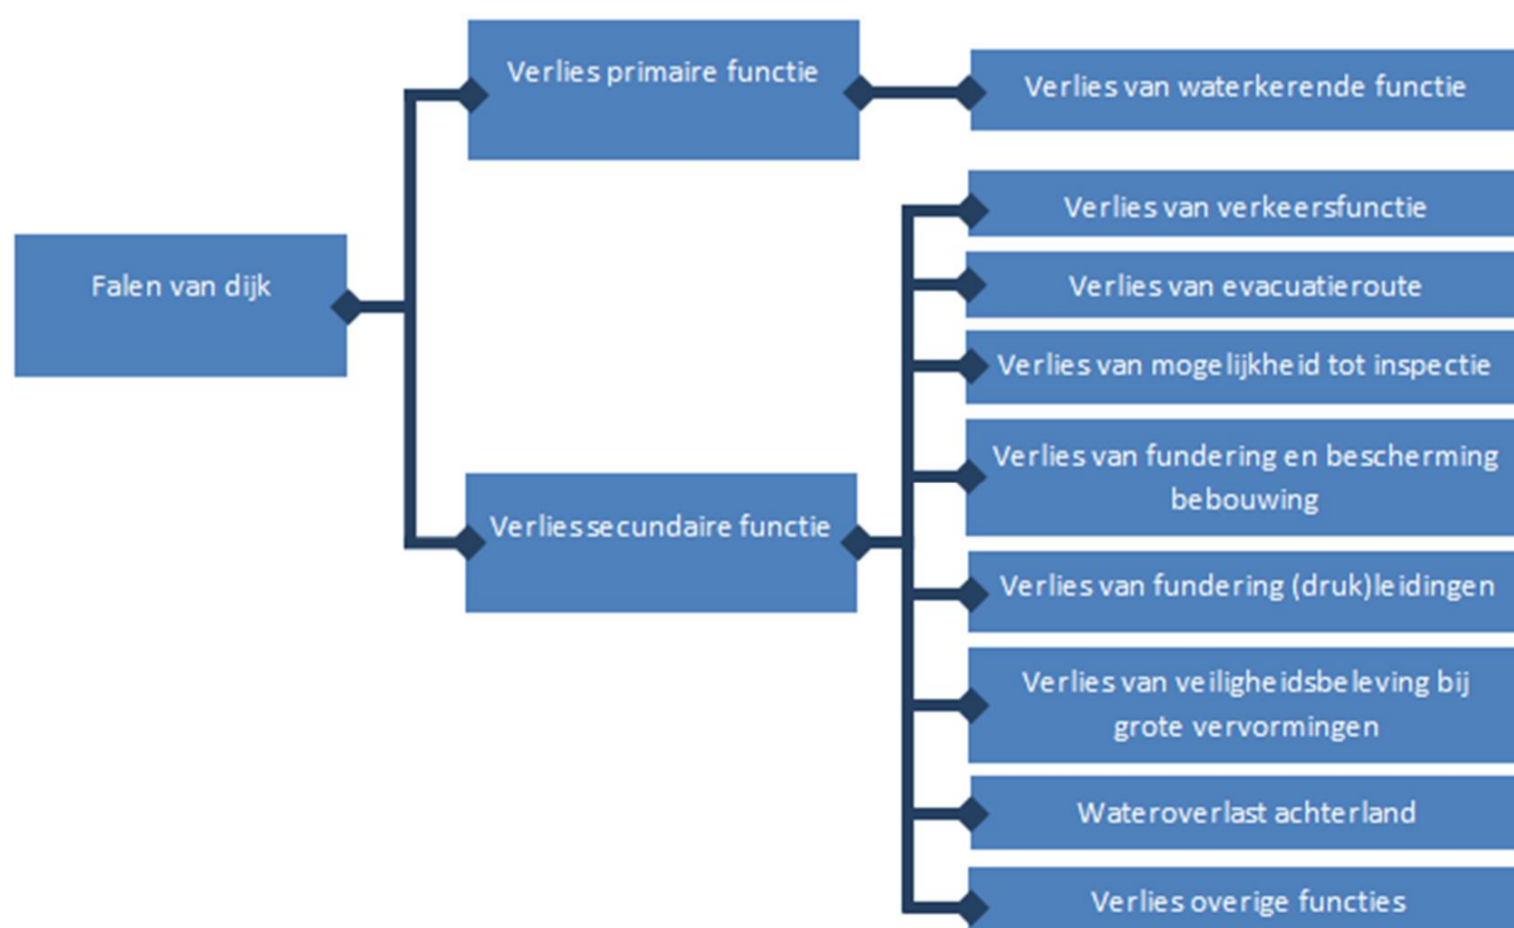 Verlies primaire functie
Verlies van waterkerende functie
Verlies van verkeersfunctie
Falen van dijk
Verlies van evacuatieroute
Verlies van mogelijkheid tot inspectie
Verlies van fundering en bescherming
bebouwing
Verlies secundaire functie
Verlies van fundering (druk)leidingen
Verlies van veiligheidsbeleving bij
grote vervormingen
Wateroverlast achterland
Verlies overige functies